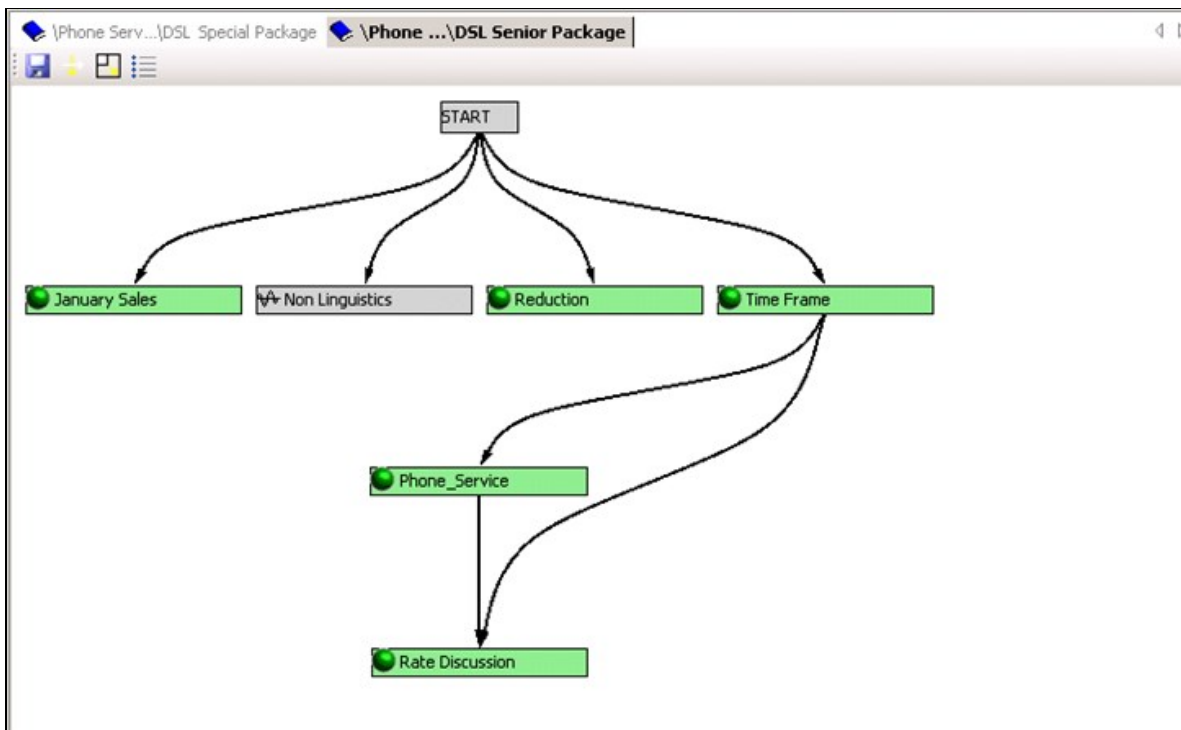 \Phone Serv...\DSL Special Package \Phone ...\DSL Senior Package
START
January Sales
Non Linguistics
Reduction
Time Frame
Phone_Service
Rate Discussion